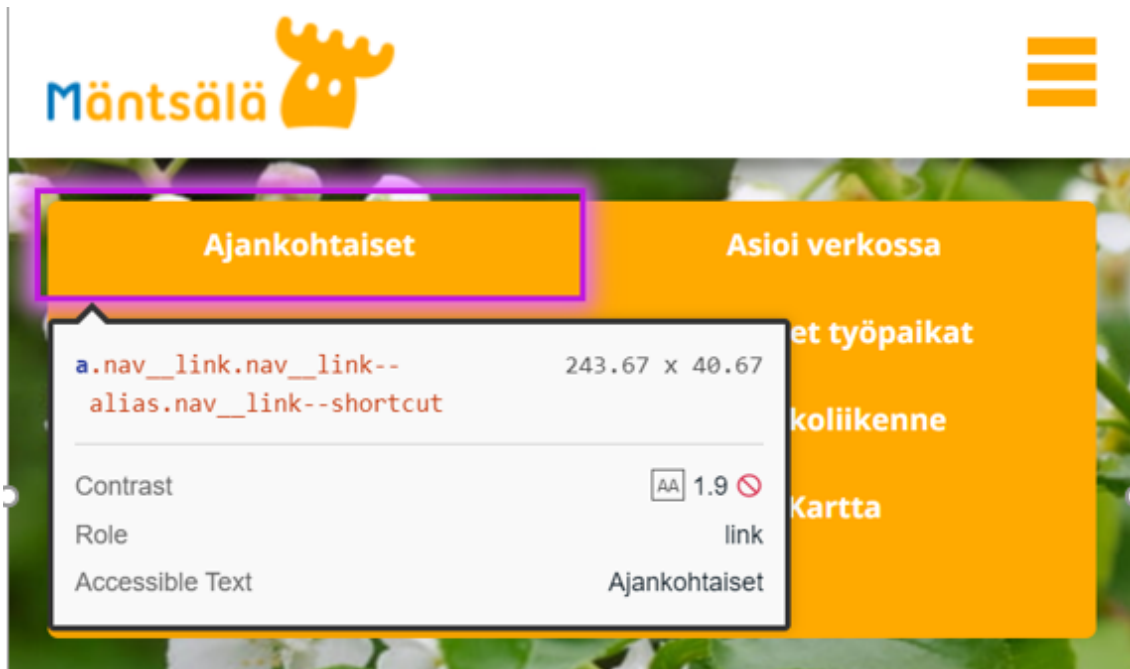 Mäntsälä
Ajankohtaiset
Asioi verkossa
et työpaikat
koliikenne
Kartta
a.nav__link.nav__link--
alias.nav__link--shortcut
243.67 x 40.67
Contrast
AA 1.9
Role
link
Accessible Text
Ajankohtaiset